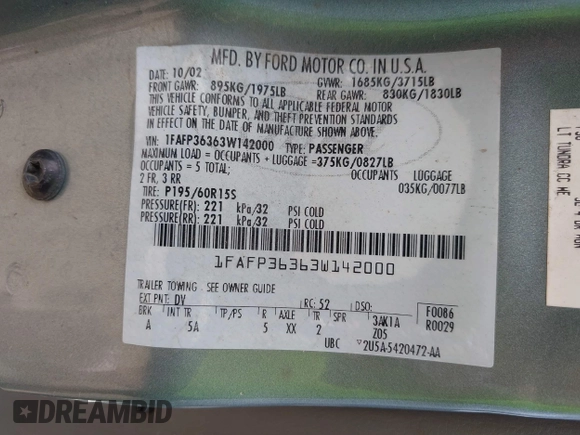 MFD. BY FORD MOTOR CO. IN U.S.A.
DATE: 10/02 GVWR: 1685KG/3715LB
FRONT GAWR: 895KG/1975LB REAR GAWR: 830KG/1830LB
THIS VEHICLE CONFORMS TO ALL APPLICABLE FEDERAL MOTOR
VEHICLE SAFETY, BUMPER, AND THEFT PREVENTION STANDARDS
IN EFFECT ON THE DATE OF MANUFACTURE SHOWN ABOVE.
VIN: 1FAFP36363W142000 TYPE: PASSENGER
MAXIMUM LOAD = OCCUPANTS + LUGGAGE =375KG/0827LB
OCCUPANTS = 5 TOTAL; OCCUPANTS LUGGAGE
2 FR, 3 RR 035KG/0077LB
TIRE: P195/60R15S
PRESSURE(FR): 221 kPa/32 PSI COLD
PRESSURE(RR): 221 kPa/32 PSI COLD
1FAFP36363W142000
TRAILER TOWING - SEE OWNER GUIDE
EXT PNT: DV RC: 52 DSO: F0086
BRK INT TR TP/PS R AXLE TR SPR R0029
A 5A 5 XX 2 3AK1A
Z05
UBC 2U5A-5420472-AA
LT TUNDRA CC ME.
DREAMBID